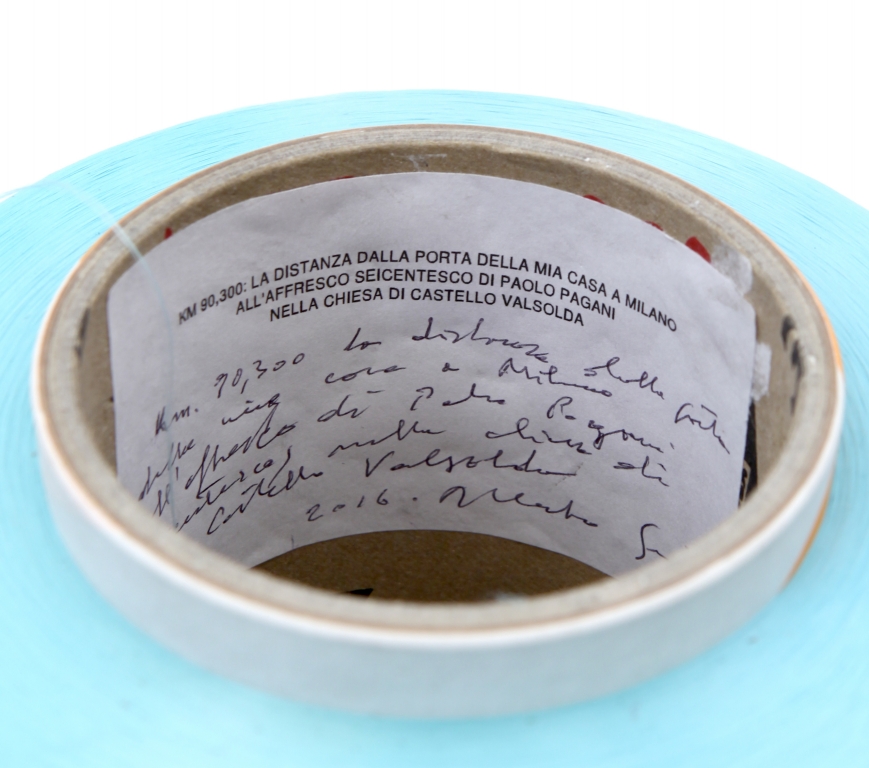 KM 90,300: LA DISTANZA DALLA PORTA DELLA MIA CASA A MILANO
ALL'AFFRESCO SEICENTESCO DI PAOLO PAGANI
NELLA CHIESA DI CASTELLO VALSOLDA
Km. 90,300 la distanza dalla porta
della mia casa a Milano
all'affresco di Paolo Pagani
nella chiesa di
Castello Valsolda
2016.